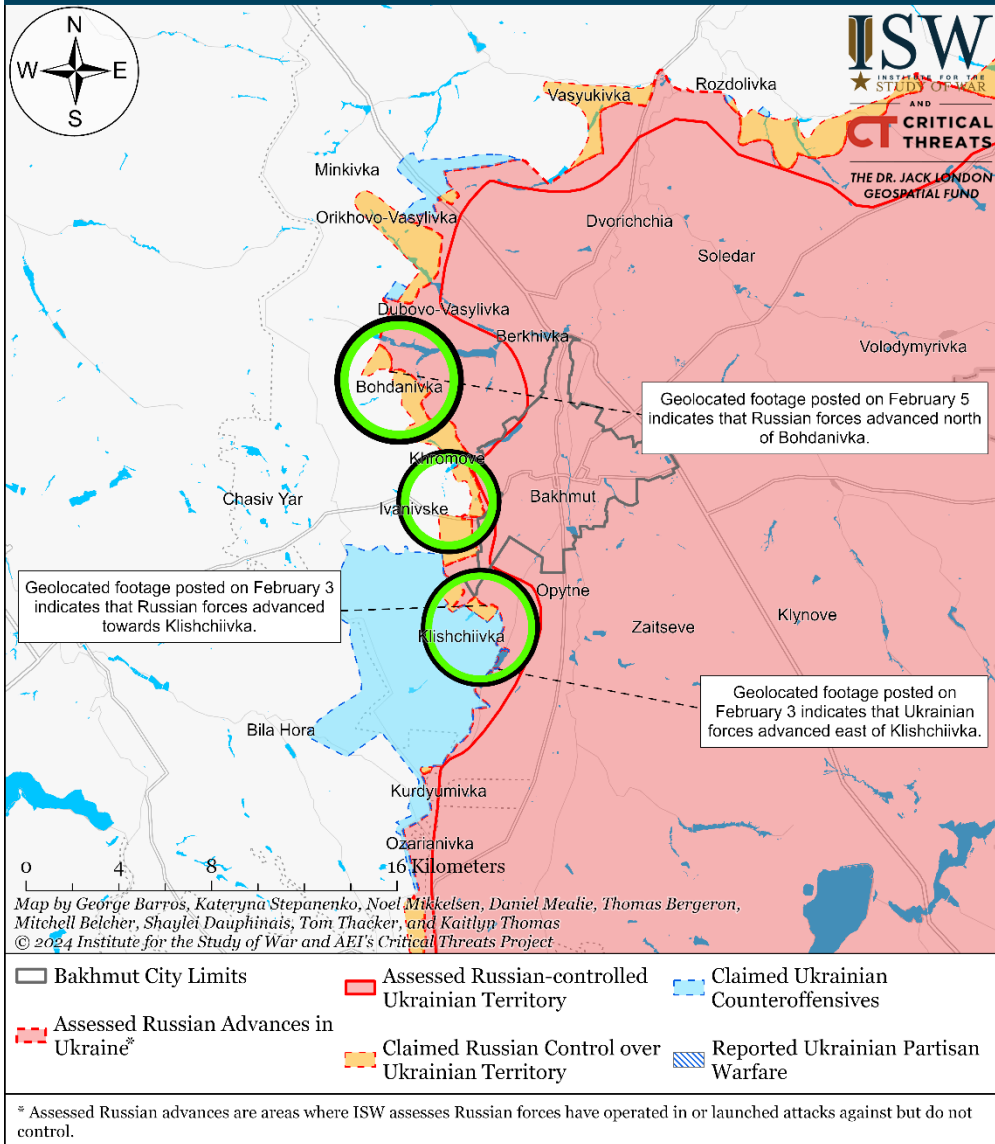 N
W E
S
ISW
INSTITUTE FOR THE
STUDY OF WAR
AND
CT CRITICAL
THREATS
THE DR. JACK LONDON
GEOSPATIAL FUND
Vasyukivka
Rozdolivka
Minkivka
Orikhovo-Vasylivka
Dvorichchia
Soledar
Dubovo-Vasylivka
Berkhivka
Volodymyrivka
Bohdanivka
Geolocated footage posted on February 5
indicates that Russian forces advanced north
of Bohdanivka.
Khromove
Chasiv Yar
Ivanivske
Bakhmut
Geolocated footage posted on February 3
indicates that Russian forces advanced
towards Klishchiivka.
Opytne
Klishchiivka
Zaitseve
Klynove
Geolocated footage posted on
February 3 indicates that Ukrainian
forces advanced east of Klishchiivka.
Bila Hora
Kurdyumivka
Ozarianivka
0 4 8 16 Kilometers
Map by George Barros, Kateryna Stepanenko, Noel Mikkelsen, Daniel Mealie, Thomas Bergeron,
Mitchell Belcher, Shaylei Dauphinais, Tom Thacker, and Kaitlyn Thomas
© 2024 Institute for the Study of War and AEI's Critical Threats Project
Bakhmut City Limits
Assessed Russian Advances in
Ukraine*
Assessed Russian-controlled
Ukrainian Territory
Claimed Russian Control over
Ukrainian Territory
Claimed Ukrainian
Counteroffensives
Reported Ukrainian Partisan
Warfare
* Assessed Russian advances are areas where ISW assesses Russian forces have operated in or launched attacks against but do not
control.